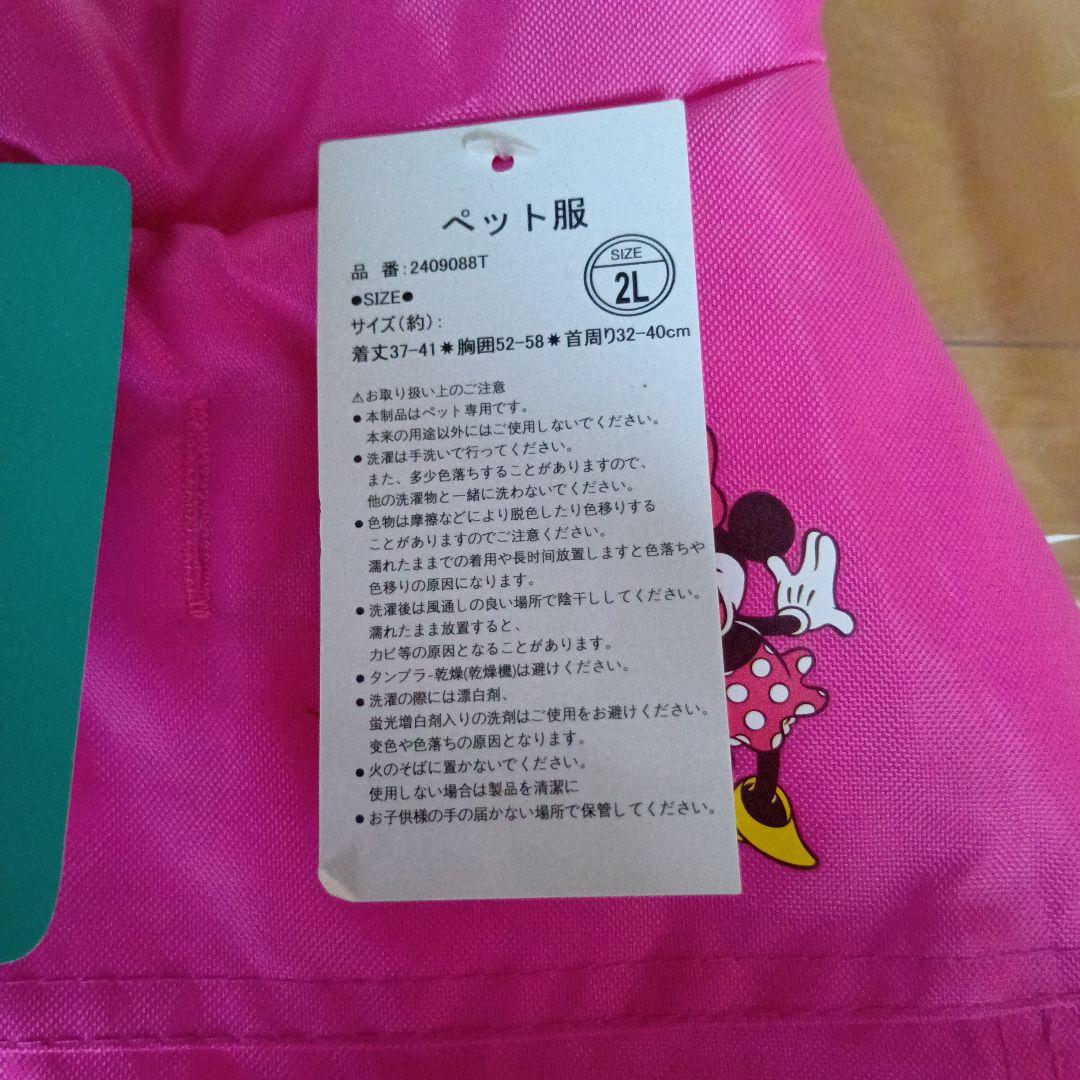 ペット服
品 番:2409088T
SIZE
2L
●SIZE●
サイズ(約):
着丈37-41✷胸囲52-58✷首周り32-40cm
⚠お取り扱い上のご注意
● 本制品はペット専用です。
本来の用途以外にはご使用しないでください。
● 洗濯は手洗いで行ってください。
また、多少色落ちすることがありますので、
他の洗濯物と一緒に洗わないでください。
● 色物は摩擦などにより脱色したり色移りする
ことがありますのでご注意ください。
濡れたままでの着用や長时间放置しますと色落ちや
色移りの原因になります。
● 洗濯後は風通しの良い場所で陰干ししてください。
濡れたまま放置すると、
カビ等の原因となることがあります。
● タンブラ-乾燥(乾燥機)は避けください。
● 洗濯の際には漂白剤、
蛍光増白剤入りの洗剤はご使用をお避けください。
変色や色落ちの原因となります。
● 火のそばに置かないでください。
使用しない場合は製品を清潔に
● お子供様の手の届かない場所で保管してください。